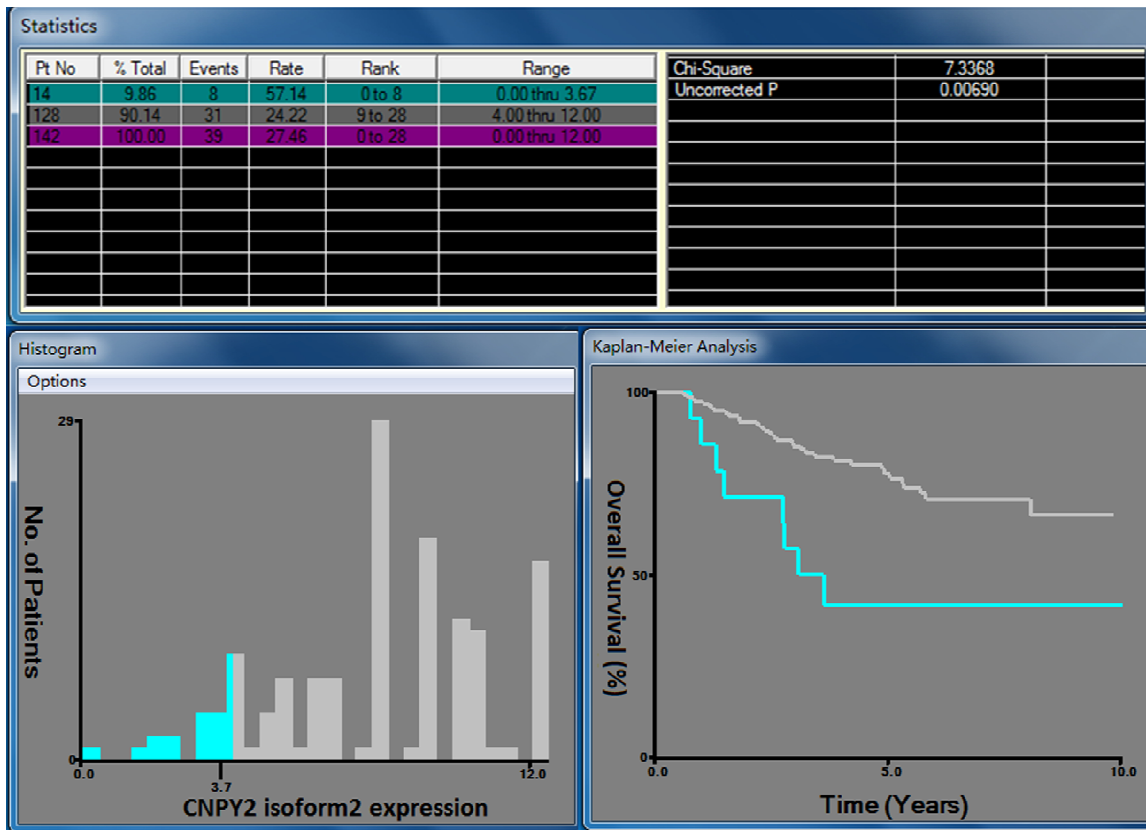 Statistics
Pt No % Total Events Rate Rank Range
14 9.86 8 57.14 0 to 8 0.00 thru 3.67
128 90.14 31 24.22 9 to 28 4.00 thru 12.00
142 100.00 39 27.46 0 to 28 0.00 thru 12.00
Chi-Square 7.3368
Uncorrected P 0.00690
Histogram
Options
29
No. of Patients
0
0.0 3.7 12.0
CNPY2 isoform2 expression
Kaplan-Meier Analysis
100
Overall Survival (%)
50
0
0.0 5.0 10.0
Time (Years)